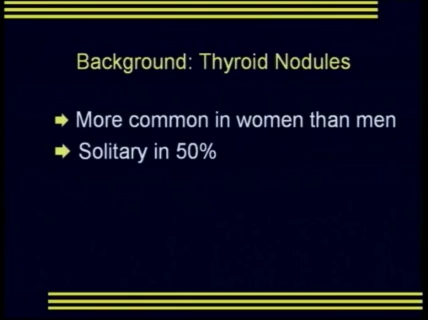 Background: Thyroid Nodules
More common in women than men
Solitary in 50%